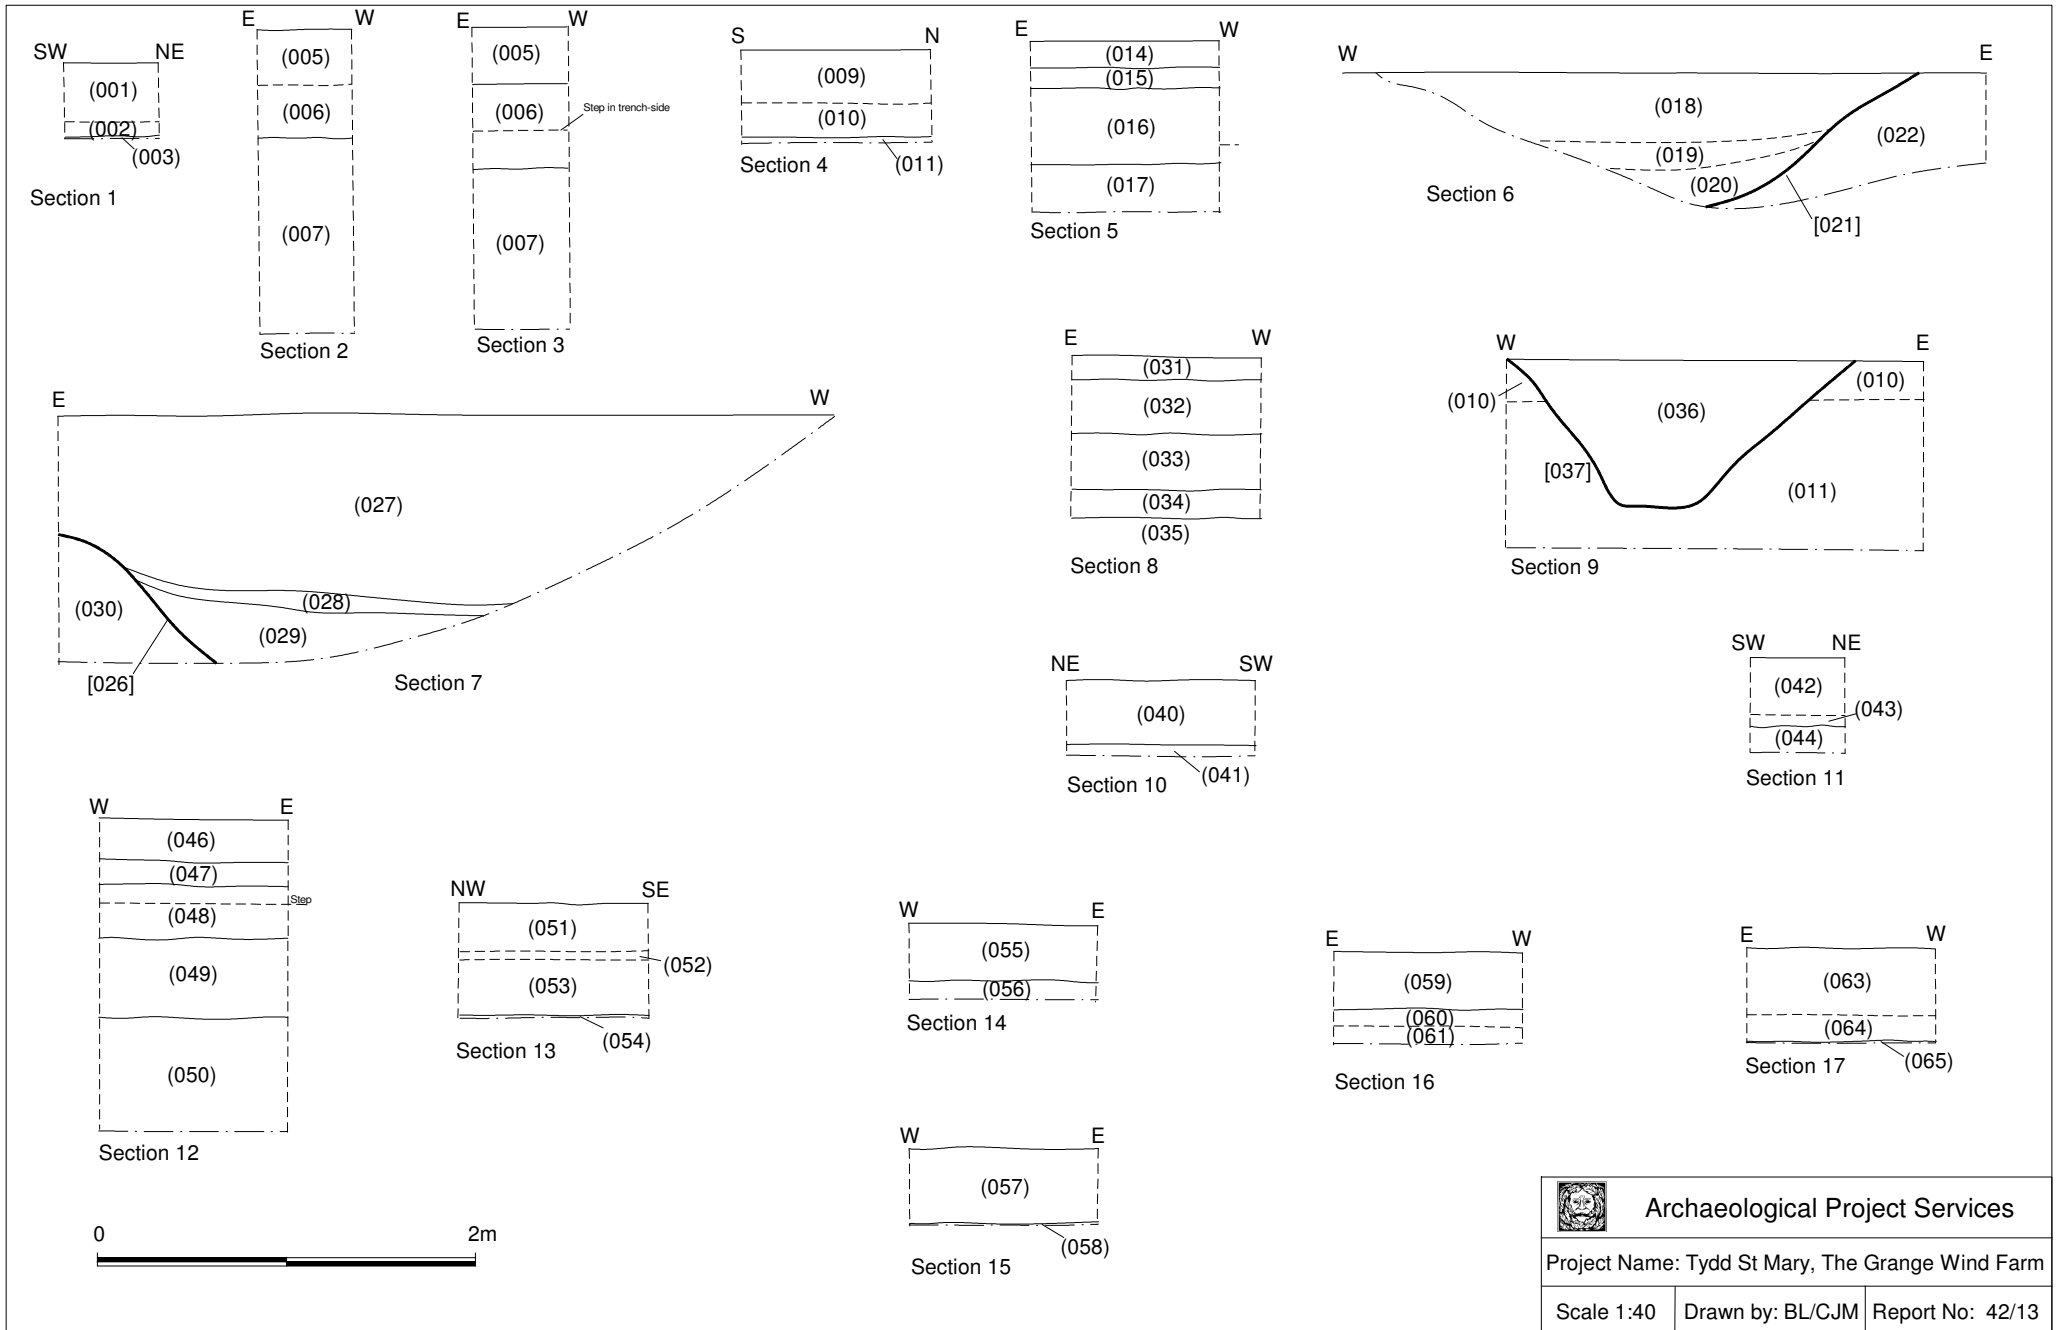 SW NE
(001)
(002)
(003)
Section 1
E W
(005)
(006)
(007)
Section 2
E W
(005)
(006)
Step in trench-side
(007)
Section 3
S N
(009)
(010)
(011)
Section 4
E W
(014)
(015)
(016)
(017)
Section 5
W E
(018)
(019)
(020)
(022)
[021]
Section 6
E W
(027)
(028)
(029)
(030)
[026]
Section 7
E W
(031)
(032)
(033)
(034)
(035)
Section 8
W E
(010)
(010)
(036)
[037]
(011)
Section 9
NE SW
(040)
(041)
Section 10
SW NE
(042)
(043)
(044)
Section 11
W E
(046)
(047)
Step
(048)
(049)
(050)
Section 12
NW SE
(051)
(052)
(053)
(054)
Section 13
W E
(055)
(056)
Section 14
W E
(057)
(058)
Section 15
E W
(059)
(060)
(061)
Section 16
E W
(063)
(064)
(065)
Section 17
0 2m
Archaeological Project Services
Project Name: Tydd St Mary, The Grange Wind Farm
Scale 1:40 Drawn by: BL/CJM Report No: 42/13